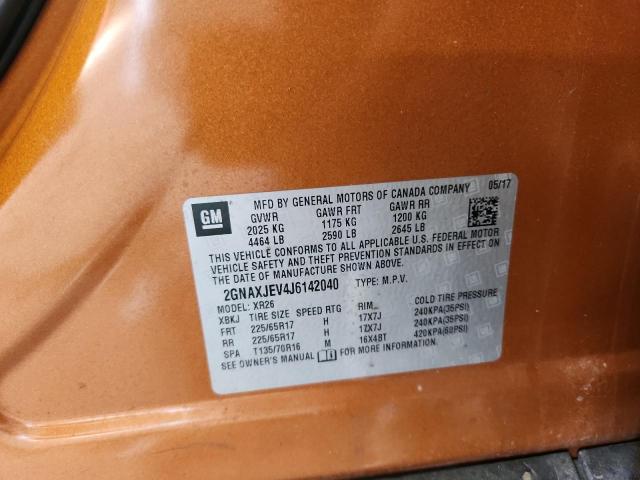 GM
MFD BY GENERAL MOTORS OF CANADA COMPANY 05/17
GVWR GAWR FRT GAWR RR
2025 KG 1175 KG 1200 KG
4464 LB 2590 LB 2645 LB
THIS VEHICLE CONFORMS TO ALL APPLICABLE U.S. FEDERAL MOTOR
VEHICLE SAFETY AND THEFT PREVENTION STANDARDS IN EFFECT ON
THE DATE OF MANUFACTURE SHOWN ABOVE.
2GNAXJEV4J6142040 TYPE: M.P.V.
MODEL: XR26
XBKJ TIRE SIZE SPEED RTG RIM COLD TIRE PRESSURE
FRT 225/65R17 H 17X7J 240KPA(35PSI)
RR 225/65R17 H 17X7J 240KPA(35PSI)
SPA T135/70R16 M 16X4BT 420KPA(60PSI)
SEE OWNER'S MANUAL FOR MORE INFORMATION.